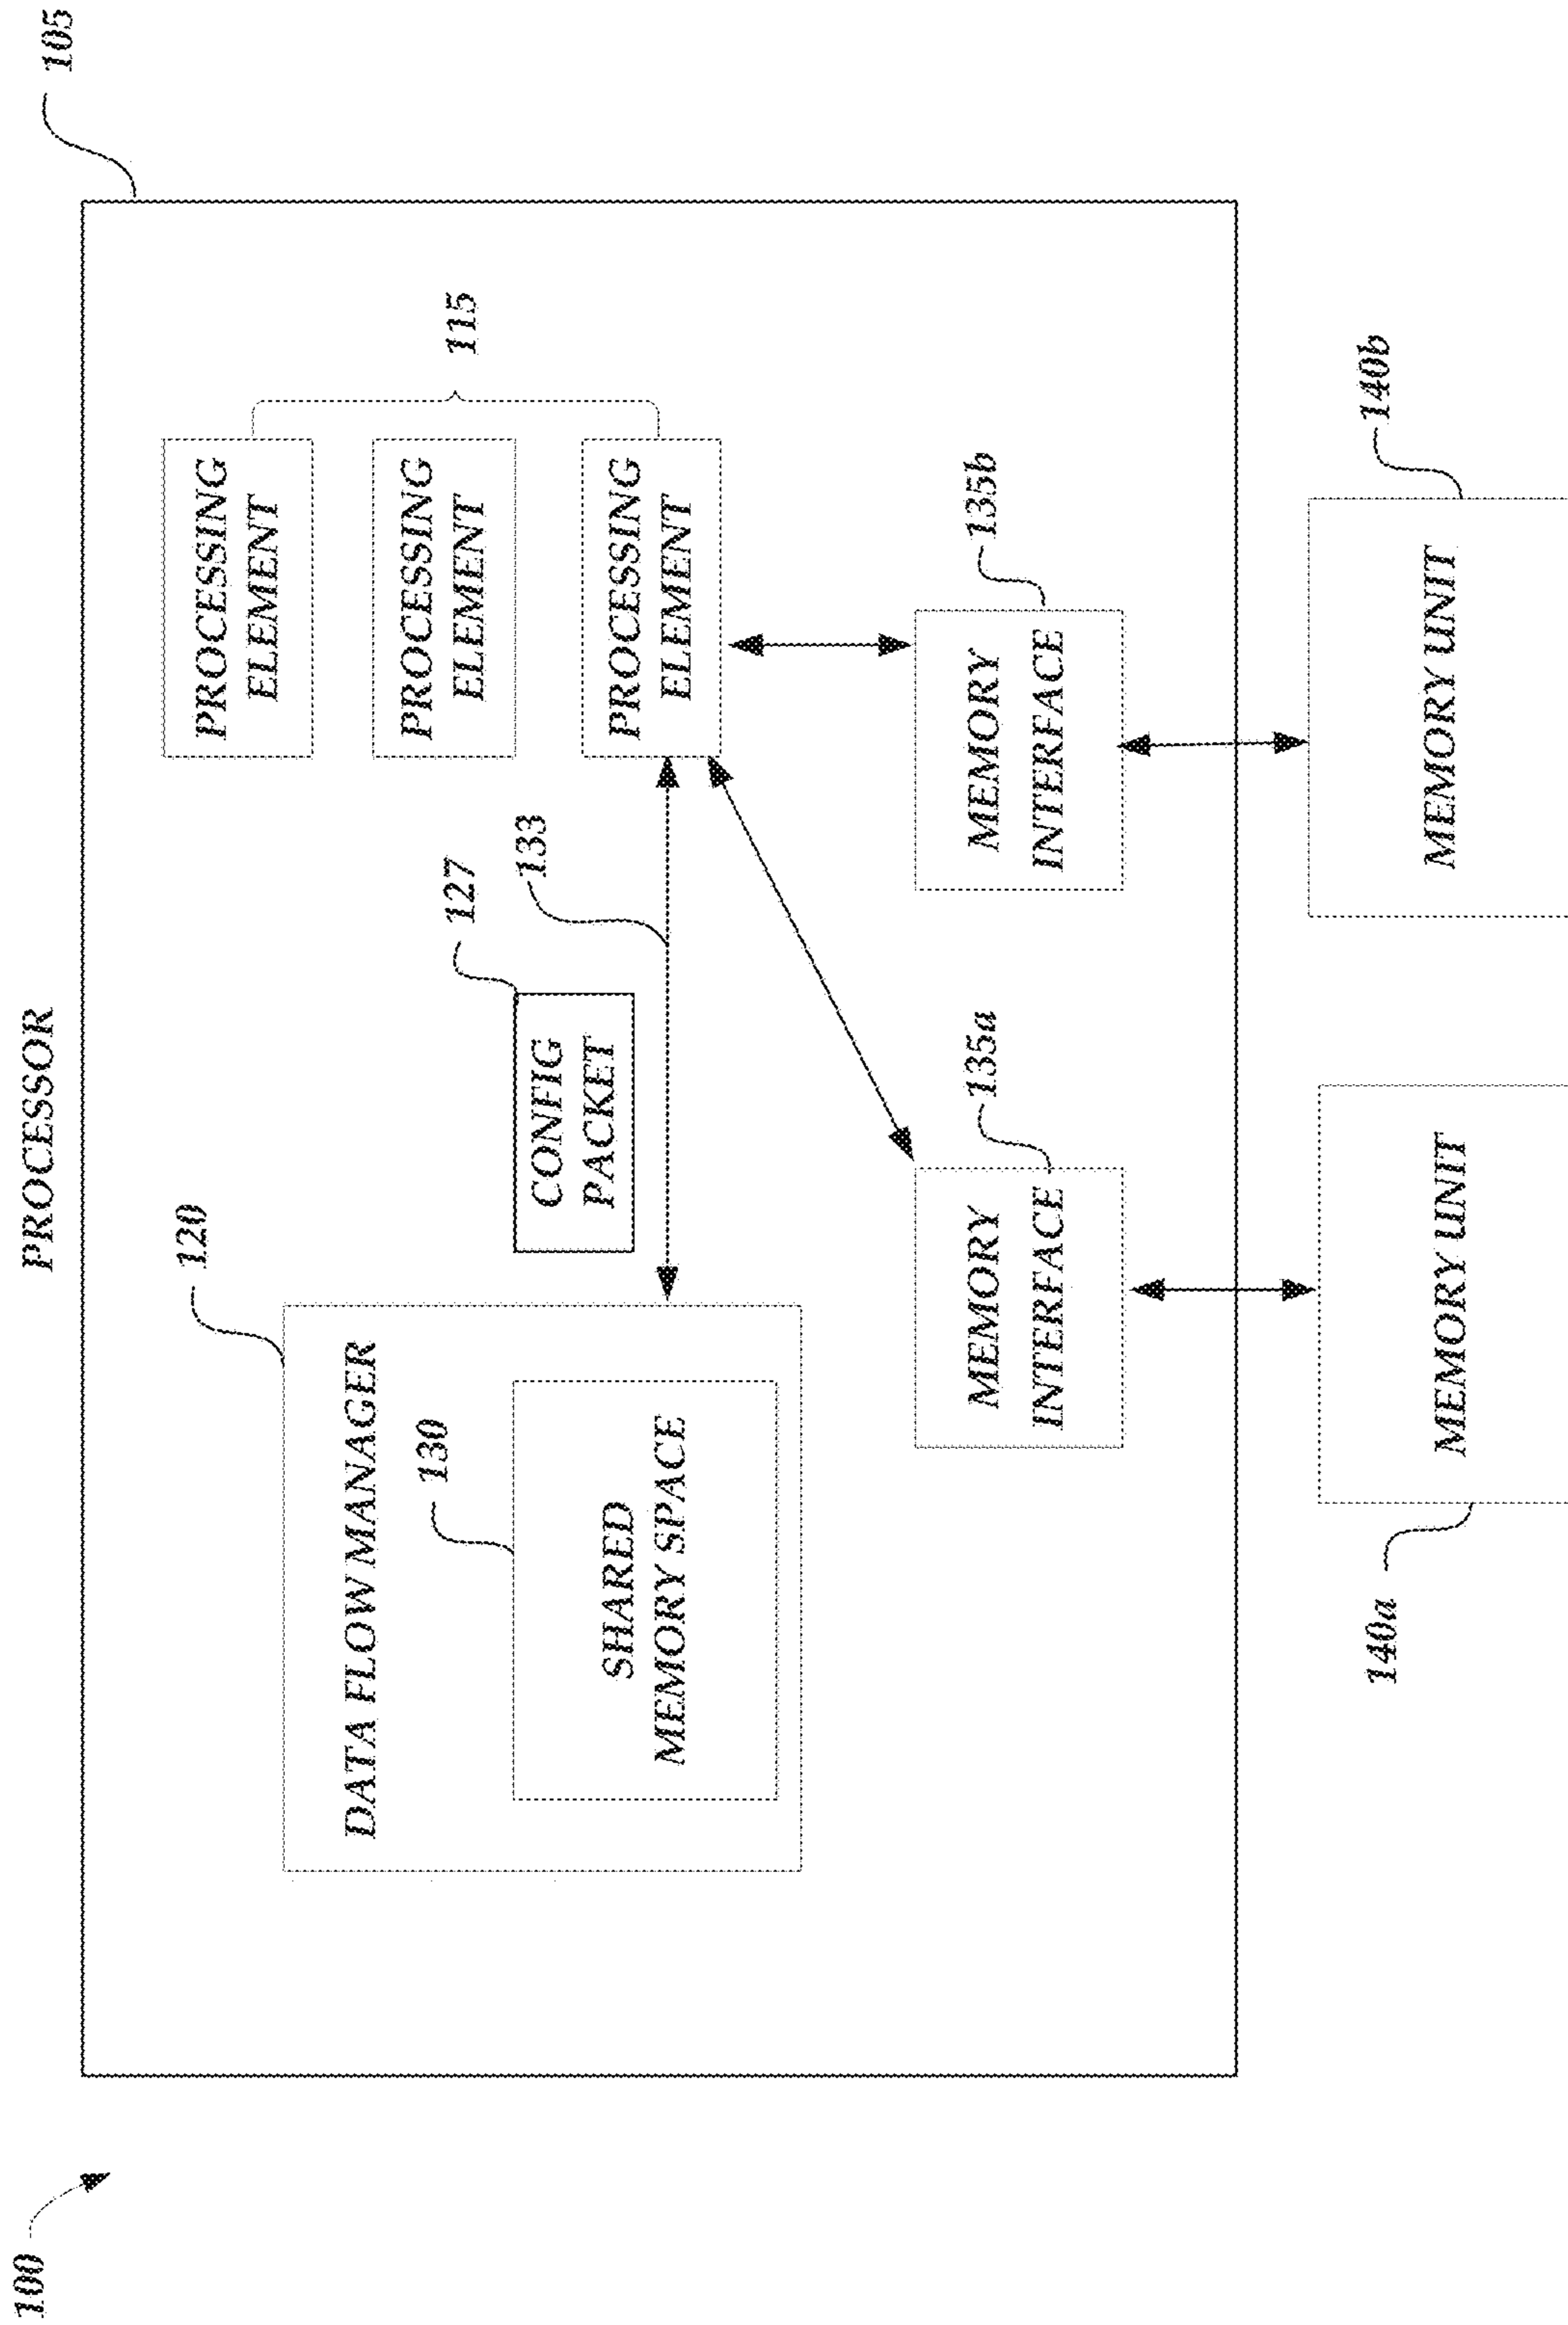 100
PROCESSOR
105
120
DATA FLOW MANAGER
130
SHARED
MEMORY SPACE
CONFIG
PACKET
127
133
PROCESSING
ELEMENT
PROCESSING
ELEMENT
PROCESSING
ELEMENT
115
MEMORY
INTERFACE
135a
MEMORY
INTERFACE
135b
140a
MEMORY UNIT
MEMORY UNIT
140b